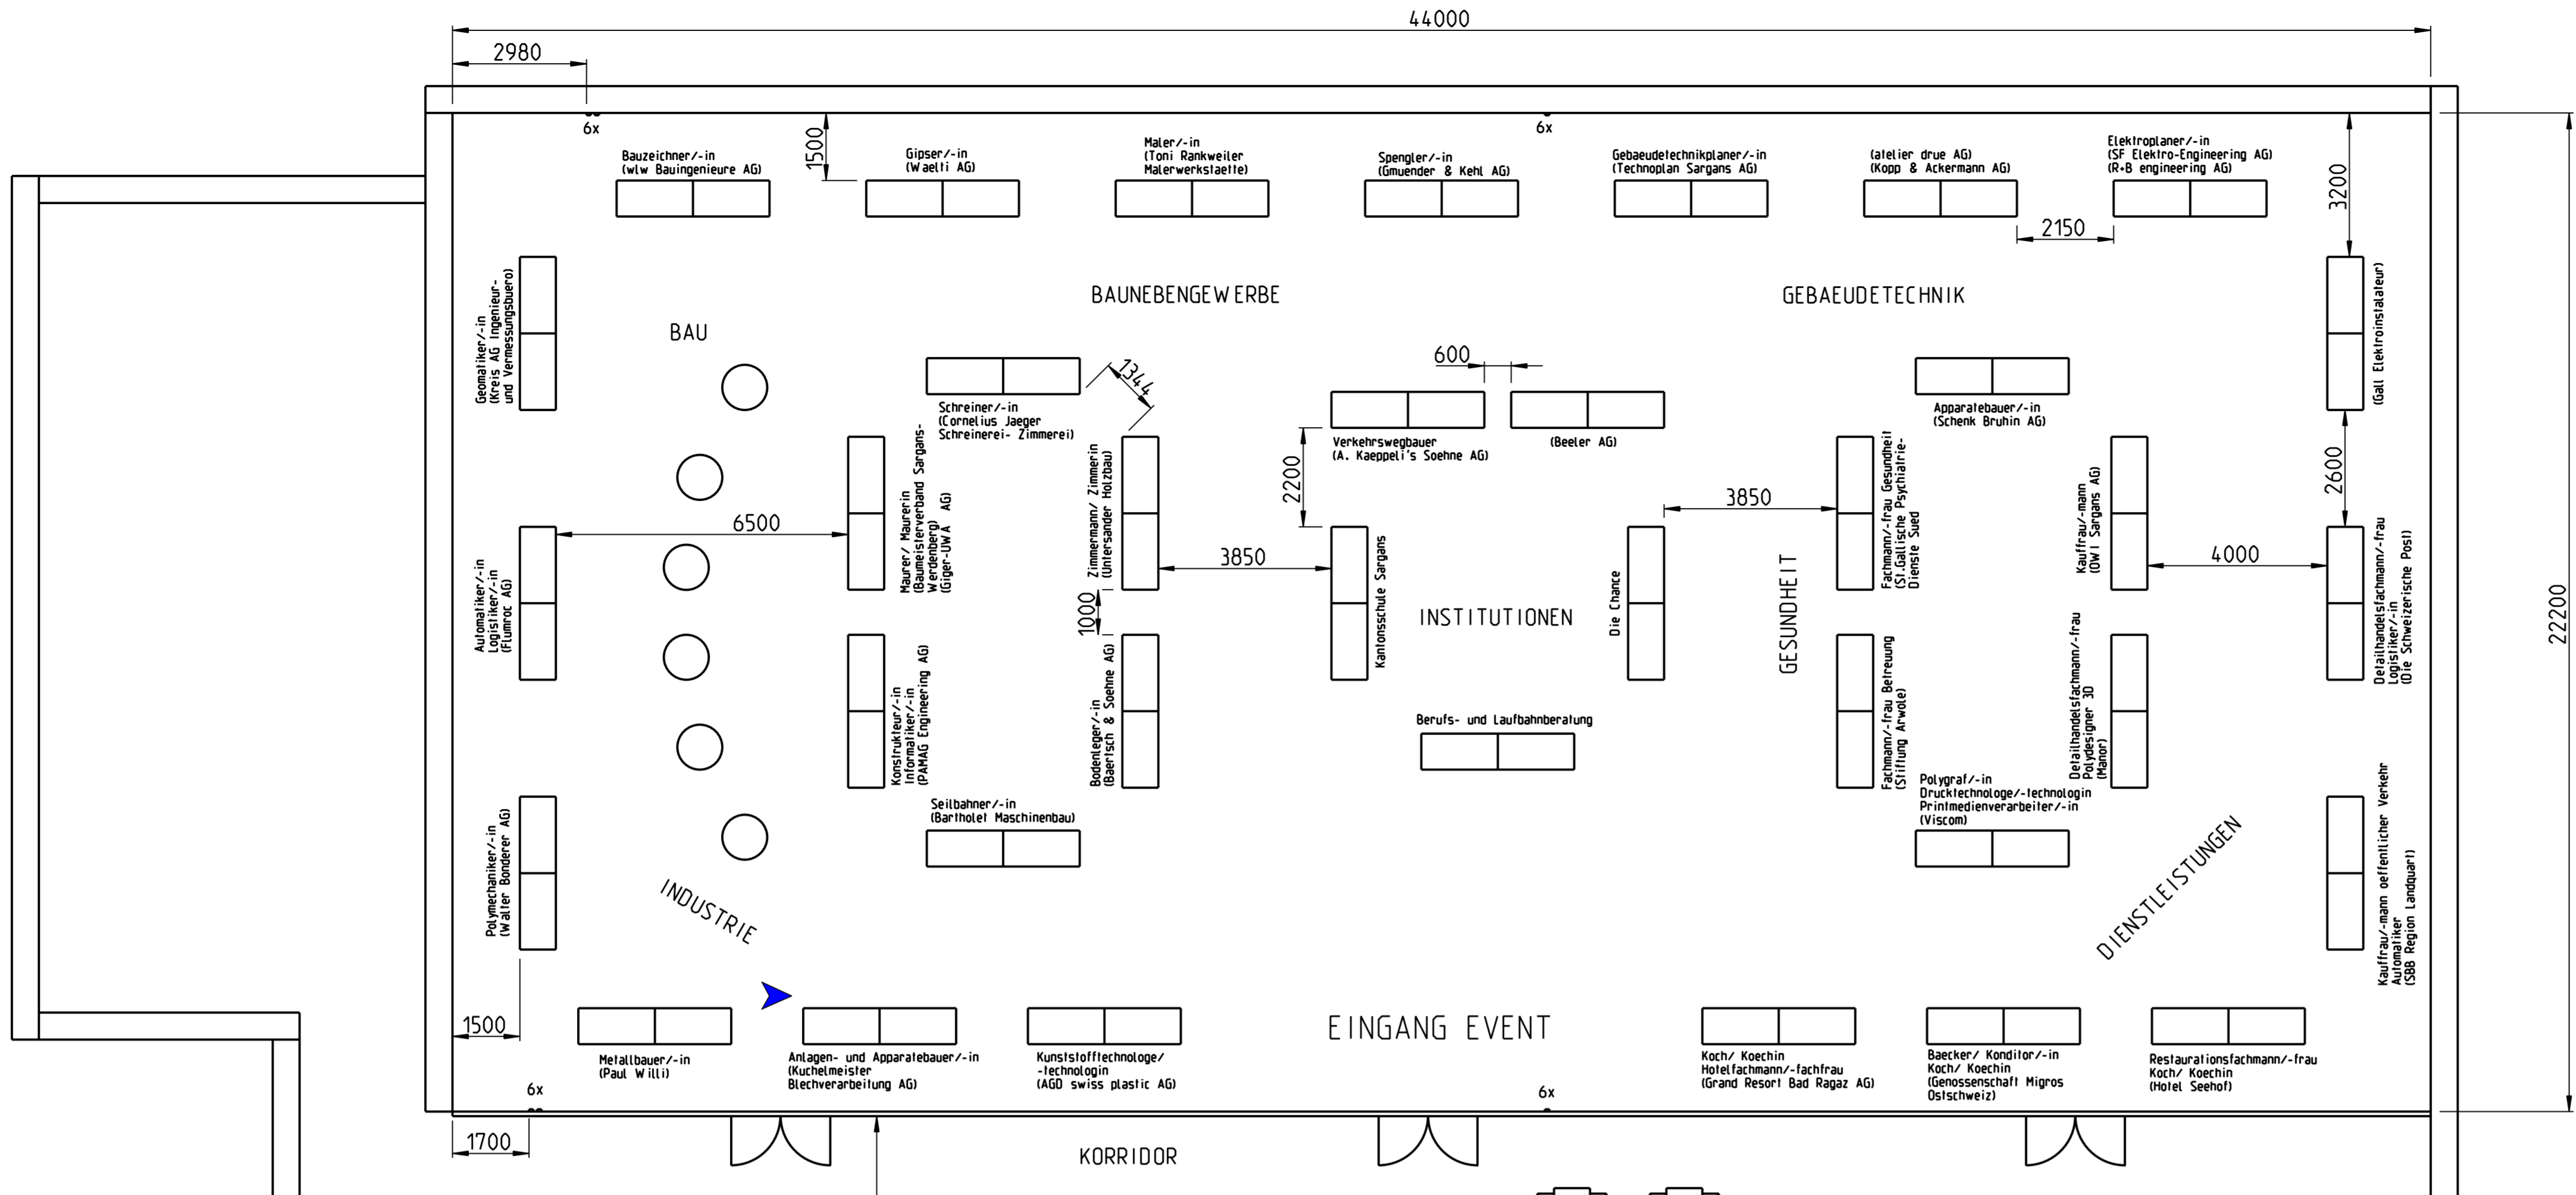 44000
2980
6x
6x
1500
Bauzeichner/-in
(wlw Bauingenieure AG)
Gipser/-in
(Waelti AG)
Maler/-in
(Toni Rankweiler
Malerwerkstaette)
Spengler/-in
(Gmuender & Kehl AG)
Gebaeudetechnikplaner/-in
(Technoplan Sargans AG)
(atelier drue AG)
(Kopp & Ackermann AG)
Elektroplaner/-in
(SF Elektro-Engineering AG)
(R+B engineering AG)
3200
2150
BAU
BAUNEBENGEWERBE
GEBAEUDETECHNIK
Geomatiker/-in
(Kreis AG Ingenieur-
und Vermessungsbuero)
(Gall Elektroinstalateur)
Schreiner/-in
(Cornelius Jaeger
Schreinerei- Zimmerei)
1344
600
Verkehrswegbauer
(A. Kaeppeli's Soehne AG)
(Beeler AG)
Apparatebauer/-in
(Schenk Bruhin AG)
2200
2600
6500
Maurer/ Maurerin
(Baumeisterverband Sargans-
Werdenberg)
(Giger-UWA AG)
Zimmermann/ Zimmerin
(Untersander Holzbau)
3850
3850
Fachmann/-frau Gesundheit
(St.Gallische Psychiatrie-
Dienste Sued
Kauffrau/-mann
(OWI Sargans AG)
4000
22200
Automatiker/-in
Logistiker/-in
(Flumroc AG)
1000
Kantonsschule Sargans
INSTITUTIONEN
Die Chance
GESUNDHEIT
Detailhandelsfachmann/-frau
Logistiker/-in
(Die Schweizerische Post)
Konstrukteur/-in
Informatiker/-in
(PAMAG Engineering AG)
Bodenleger/-in
(Baertsch & Soehne AG)
Berufs- und Laufbahnberatung
Fachmann/-frau Betreuung
(Stiftung Arwole)
Detailhandelsfachmann/-frau
Polydesigner 3D
(Manor)
Seilbahner/-in
(Bartholet Maschinenbau)
Polygraf/-in
Drucktechnologe/-technologin
Printmedienverarbeiter/-in
(Viscom)
Polymechaniker/-in
(Walter Bonderer AG)
INDUSTRIE
DIENSTLEISTUNGEN
Kauffrau/-mann oeffentlicher Verkehr
Automatiker
(SBB Region Landquart)
1500
EINGANG EVENT
Metallbauer/-in
(Paul Willi)
Anlagen- und Apparatebauer/-in
(Kuchelmeister
Blechverarbeitung AG)
Kunststofftechnologe/
-technologin
(AGD swiss plastic AG)
Koch/ Koechin
Hotelfachmann/-fachfrau
(Grand Resort Bad Ragaz AG)
Baecker/ Konditor/-in
Koch/ Koechin
(Genossenschaft Migros
Ostschweiz)
Restaurationsfachmann/-frau
Koch/ Koechin
(Hotel Seehof)
6x
6x
1700
KORRIDOR